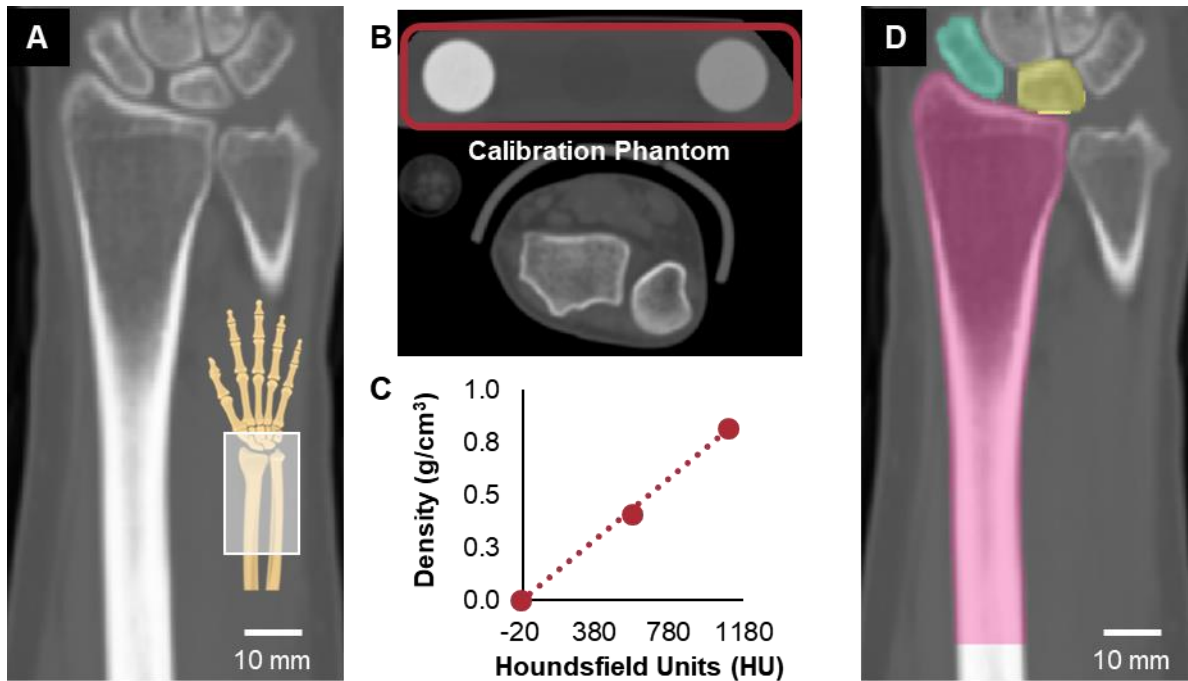 A
10 mm
B
Calibration Phantom
C
Density (g/cm³)
1.0
0.8
0.5
0.3
0.0
-20 380 780 1180
Houndsfield Units (HU)
D
10 mm